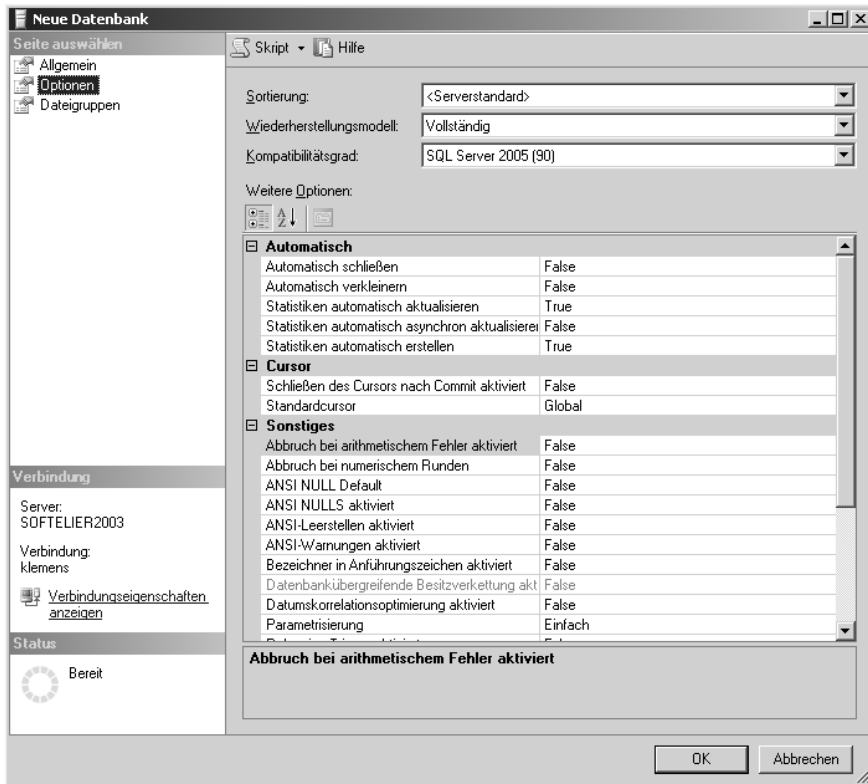 Neue Datenbank
Seite auswählen
Allgemein
Optionen
Dateigruppen
Skript
Hilfe
Sortierung: <Serverstandard>
Wiederherstellungsmodell: Vollständig
Kompatibilitätsgrad: SQL Server 2005 (90)
Weitere Optionen:
Automatisch
Automatisch schließen False
Automatisch verkleinern False
Statistiken automatisch aktualisieren True
Statistiken automatisch asynchron aktualisieren False
Statistiken automatisch erstellen True
Cursor
Schließen des Cursors nach Commit aktiviert False
Standardcursor Global
Sonstiges
Abbruch bei arithmetischem Fehler aktiviert False
Abbruch bei numerischem Runden False
ANSI NULL Default False
ANSI NULLS aktiviert False
ANSI-Leerstellen aktiviert False
ANSI-Warnungen aktiviert False
Bezeichner in Anführungszeichen aktiviert False
Datenbankübergreifende Besitzverkettung akt False
Datumskorrelationsoptimierung aktiviert False
Parametrisierung Einfach
Abbruch bei arithmetischem Fehler aktiviert
Verbindung
Server:
SOFTELIER2003
Verbindung:
klemens
Verbindungseigenschaften
anzeigen
Status
Bereit
OK
Abbrechen